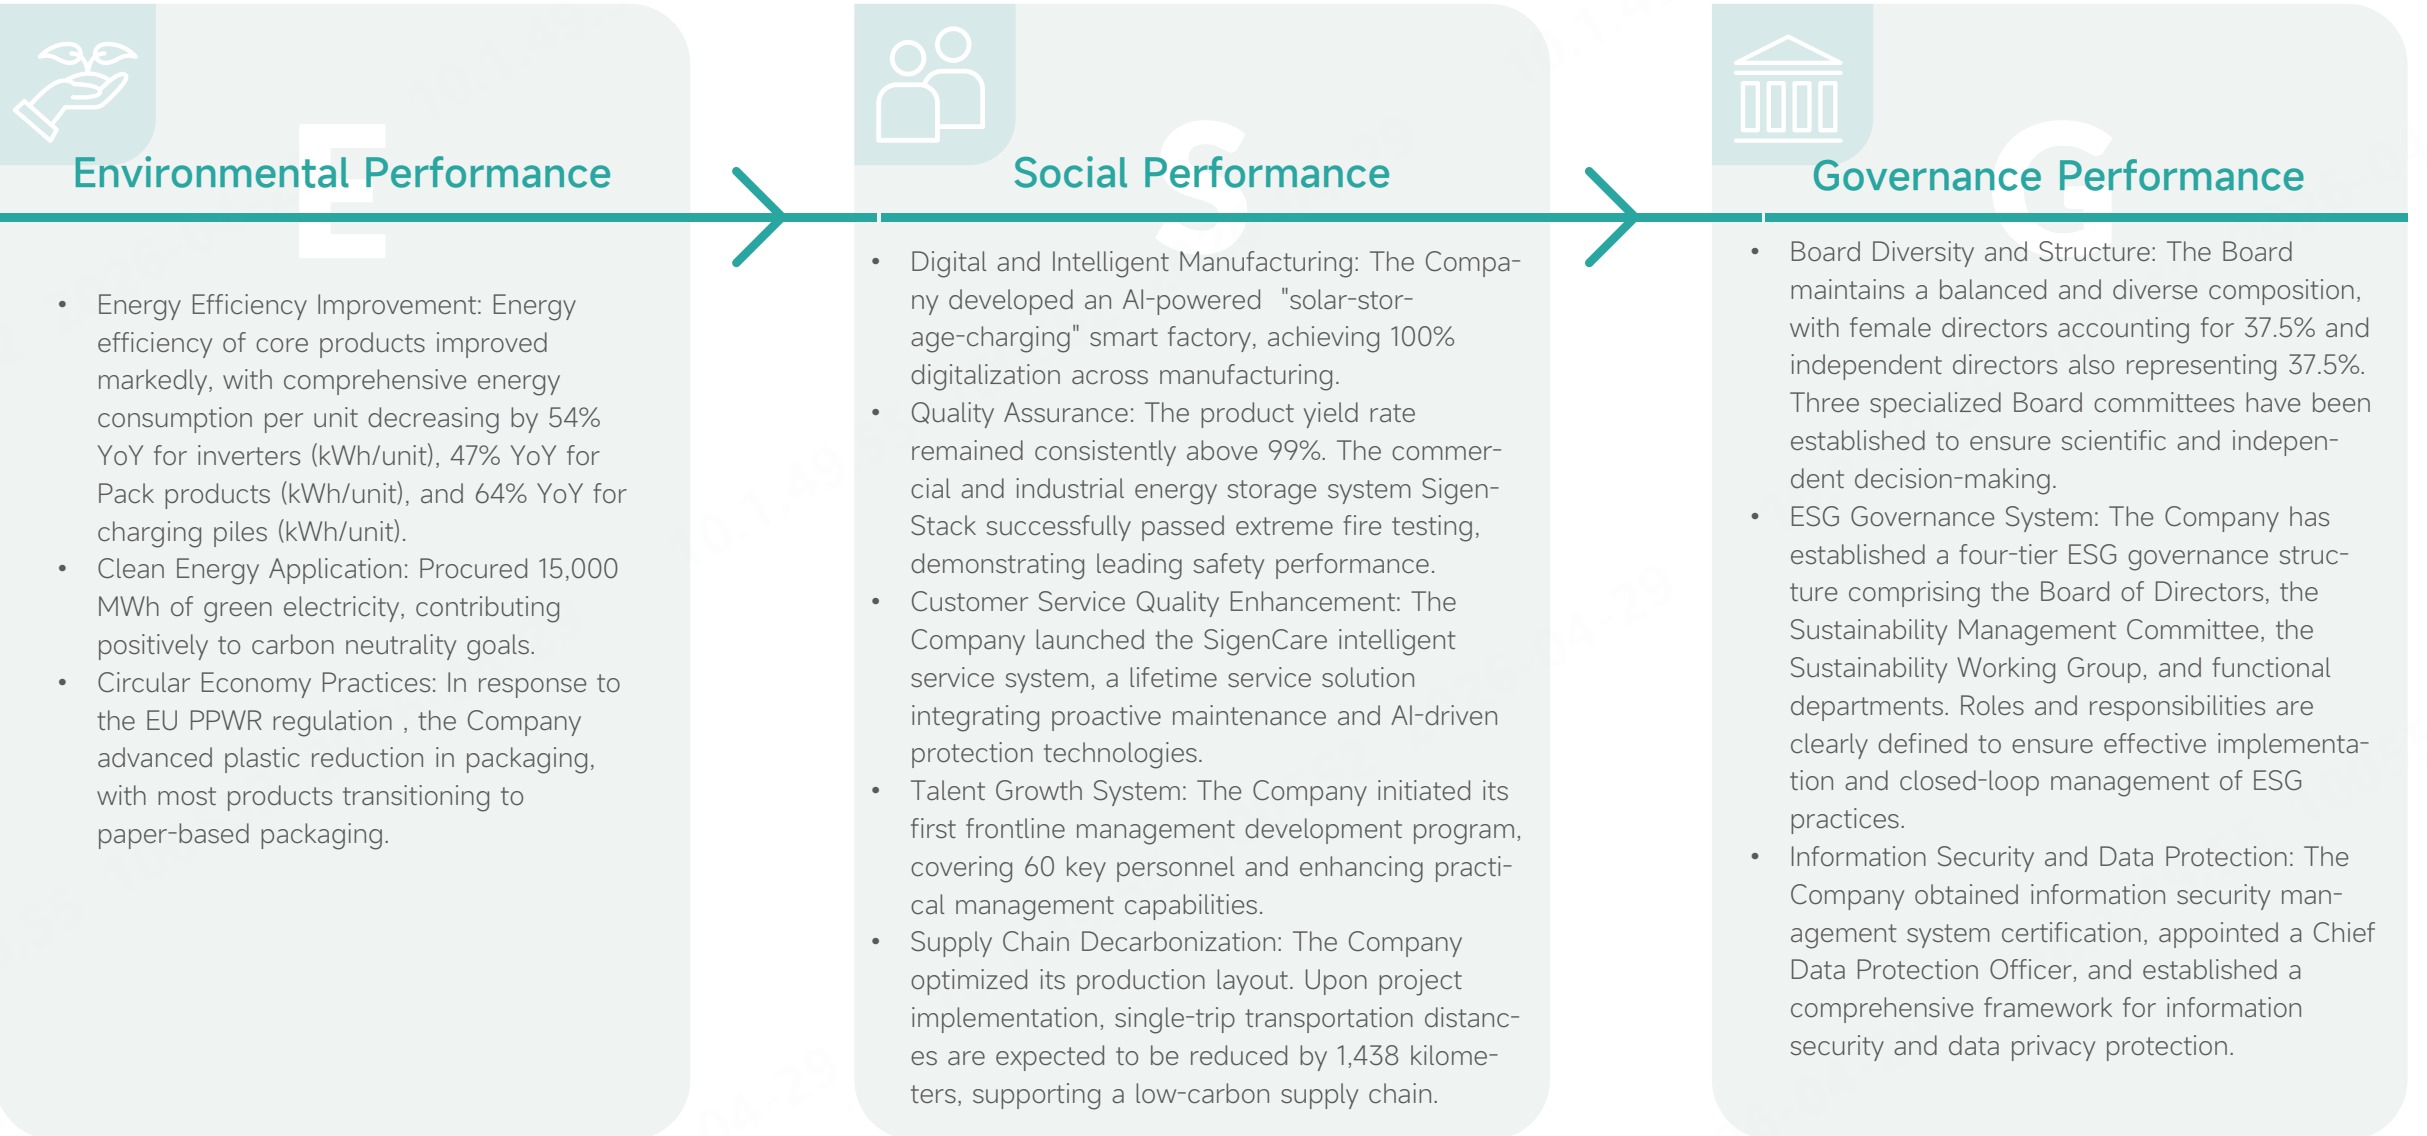 E
Environmental Performance
• Energy Efficiency Improvement: Energy
efficiency of core products improved
markedly, with comprehensive energy
consumption per unit decreasing by 54%
YoY for inverters (kWh/unit), 47% YoY for
Pack products (kWh/unit), and 64% YoY for
charging piles (kWh/unit).
• Clean Energy Application: Procured 15,000
MWh of green electricity, contributing
positively to carbon neutrality goals.
• Circular Economy Practices: In response to
the EU PPWR regulation , the Company
advanced plastic reduction in packaging,
with most products transitioning to
paper-based packaging.
S
Social Performance
• Digital and Intelligent Manufacturing: The Compa-
ny developed an AI-powered "solar-stor-
age-charging" smart factory, achieving 100%
digitalization across manufacturing.
• Quality Assurance: The product yield rate
remained consistently above 99%. The commer-
cial and industrial energy storage system Sigen-
Stack successfully passed extreme fire testing,
demonstrating leading safety performance.
• Customer Service Quality Enhancement: The
Company launched the SigenCare intelligent
service system, a lifetime service solution
integrating proactive maintenance and AI-driven
protection technologies.
• Talent Growth System: The Company initiated its
first frontline management development program,
covering 60 key personnel and enhancing practi-
cal management capabilities.
• Supply Chain Decarbonization: The Company
optimized its production layout. Upon project
implementation, single-trip transportation distanc-
es are expected to be reduced by 1,438 kilome-
ters, supporting a low-carbon supply chain.
G
Governance Performance
• Board Diversity and Structure: The Board
maintains a balanced and diverse composition,
with female directors accounting for 37.5% and
independent directors also representing 37.5%.
Three specialized Board committees have been
established to ensure scientific and indepen-
dent decision-making.
• ESG Governance System: The Company has
established a four-tier ESG governance struc-
ture comprising the Board of Directors, the
Sustainability Management Committee, the
Sustainability Working Group, and functional
departments. Roles and responsibilities are
clearly defined to ensure effective implementa-
tion and closed-loop management of ESG
practices.
• Information Security and Data Protection: The
Company obtained information security man-
agement system certification, appointed a Chief
Data Protection Officer, and established a
comprehensive framework for information
security and data privacy protection.